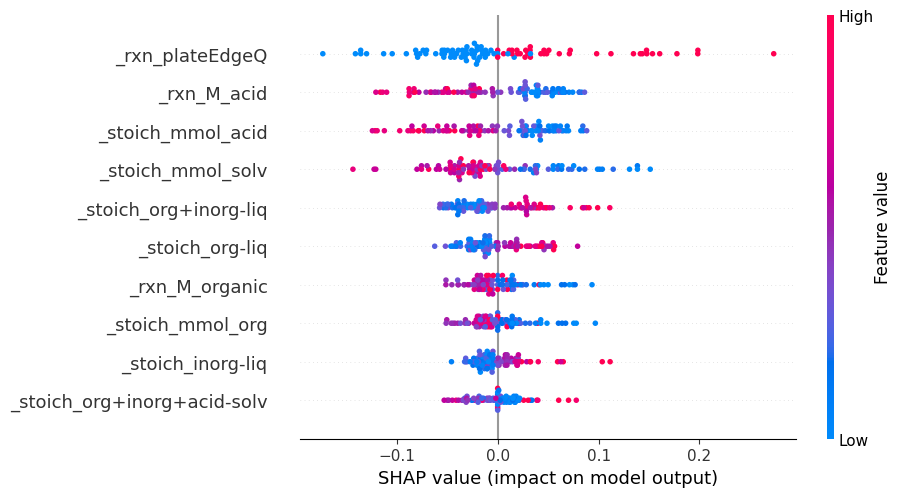 High
_rxn_plateEdgeQ
_rxn_M_acid
_stoich_mmol_acid
_stoich_mmol_solv
_stoich_org+inorg-liq
_stoich_org-liq
_rxn_M_organic
_stoich_mmol_org
_stoich_inorg-liq
_stoich_org+inorg+acid-solv
Feature value
Low
−0.1 0.0 0.1 0.2
SHAP value (impact on model output)